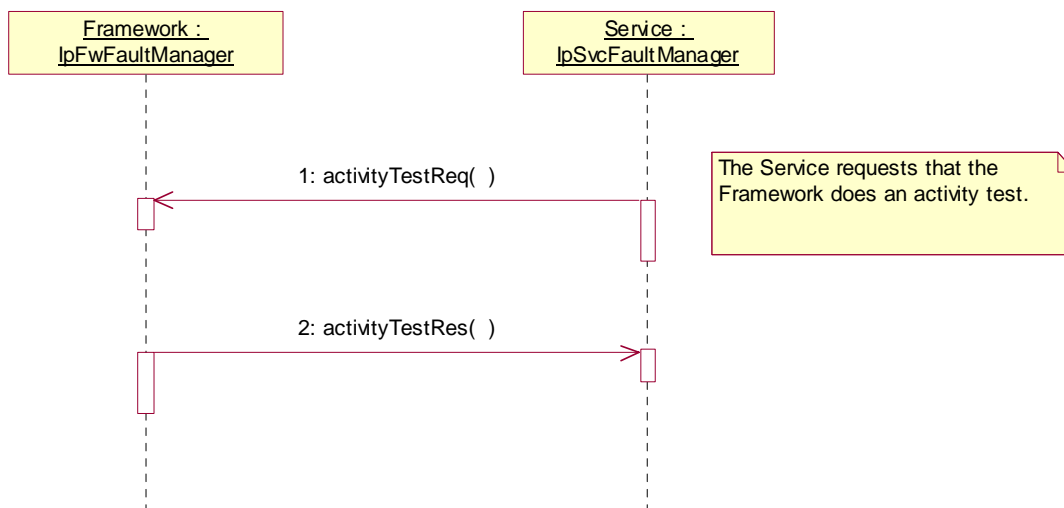 Framework :
IpFwFaultManager
Service :
IpSvcFaultManager
1: activityTestReq( )
The Service requests that the
Framework does an activity test.
2: activityTestRes( )